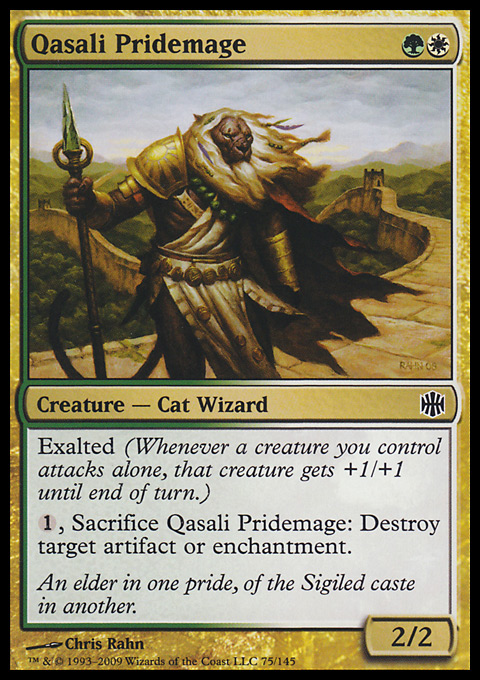 Qasali Pridemage
RAHN 08
Creature — Cat Wizard
Exalted (Whenever a creature you control
attacks alone, that creature gets +1/+1
until end of turn.)
1, Sacrifice Qasali Pridemage: Destroy
target artifact or enchantment.
An elder in one pride, of the Sigiled caste
in another.
2/2
Chris Rahn
™ & © 1993–2009 Wizards of the Coast LLC 75/145